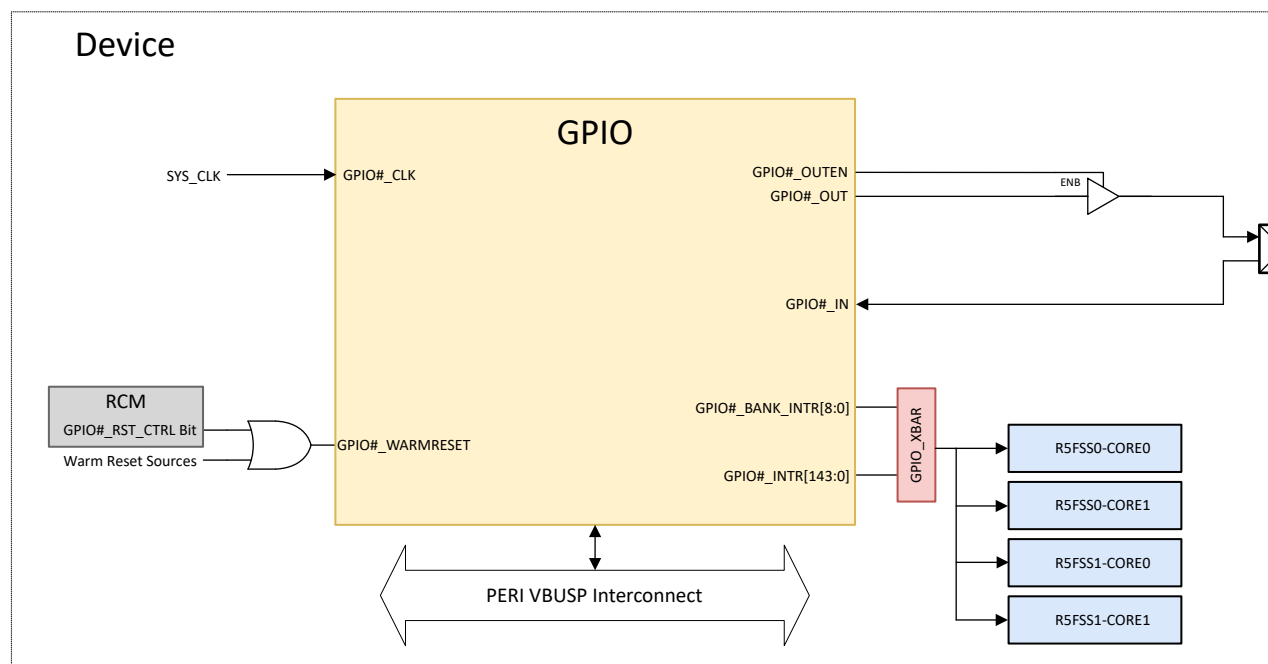 Device
GPIO
SYS_CLK
GPIO#_CLK
GPIO#_OUTEN
GPIO#_OUT
ENB
GPIO#_IN
RCM
GPIO#_RST_CTRL Bit
Warm Reset Sources
GPIO#_WARMRESET
GPIO#_BANK_INTR[8:0]
GPIO#_INTR[143:0]
GPIO_XBAR
R5FSS0-CORE0
R5FSS0-CORE1
R5FSS1-CORE0
R5FSS1-CORE1
PERI VBUSP Interconnect